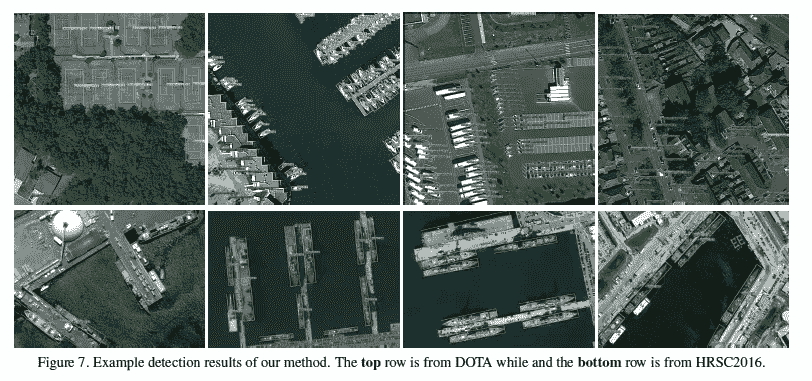 Figure 7. Example detection results of our method. The top row is from DOTA while and the bottom row is from HRSC2016.